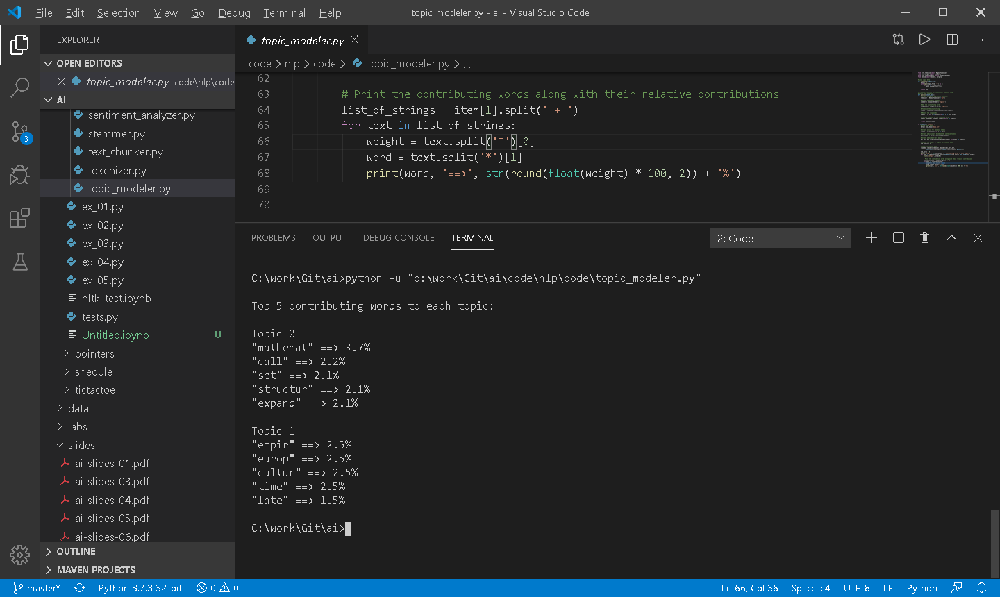 File Edit Selection View Go Debug Terminal Help topic_modeler.py - ai - Visual Studio Code
EXPLORER
OPEN EDITORS
topic_modeler.py code\nlp\code
AI
sentiment_analyzer.py
stemmer.py
text_chunker.py
tokenizer.py
topic_modeler.py
ex_01.py
ex_02.py
ex_03.py
ex_04.py
ex_05.py
nltk_test.ipynb
tests.py
Untitled.ipynb U
pointers
shedule
tictactoe
data
labs
slides
ai-slides-01.pdf
ai-slides-03.pdf
ai-slides-04.pdf
ai-slides-05.pdf
ai-slides-06.pdf
OUTLINE
MAVEN PROJECTS
3
topic_modeler.py
code > nlp > code > topic_modeler.py > ...
62
63 # Print the contributing words along with their relative contributions
64 list_of_strings = item[1].split(' + ')
65 for text in list_of_strings:
66 weight = text.split('*')[0]
67 word = text.split('*')[1]
68 print(word, '==>', str(round(float(weight) * 100, 2)) + '%')
69
70
PROBLEMS OUTPUT DEBUG CONSOLE TERMINAL 2: Code
C:\work\Git\ai>python -u "c:\work\Git\ai\code\nlp\code\topic_modeler.py"
Top 5 contributing words to each topic:
Topic 0
"mathemat" ==> 3.7%
"call" ==> 2.2%
"set" ==> 2.1%
"structur" ==> 2.1%
"expand" ==> 2.1%
Topic 1
"empir" ==> 2.5%
"europ" ==> 2.5%
"cultur" ==> 2.5%
"time" ==> 2.5%
"late" ==> 1.5%
C:\work\Git\ai>
master* Python 3.7.3 32-bit 0 0 Ln 66, Col 36 Spaces: 4 UTF-8 LF Python